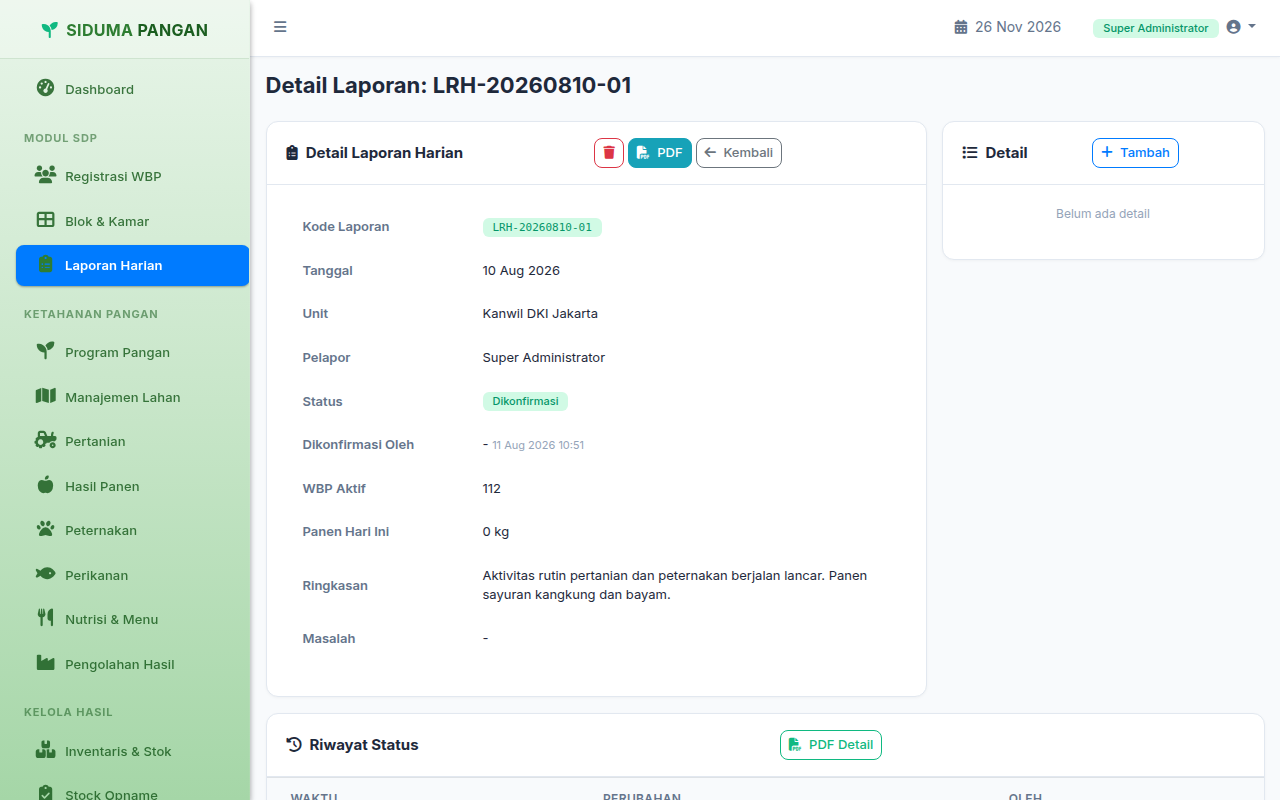 SIDUMA PANGAN
26 Nov 2026
Super Administrator
Dashboard
MODUL SDP
Registrasi WBP
Blok & Kamar
Laporan Harian
KETAHANAN PANGAN
Program Pangan
Manajemen Lahan
Pertanian
Hasil Panen
Peternakan
Perikanan
Nutrisi & Menu
Pengolahan Hasil
KELOLA HASIL
Inventaris & Stok
Stock Opname
Detail Laporan: LRH-20260810-01
Detail Laporan Harian
PDF
Kembali
Kode Laporan
LRH-20260810-01
Tanggal
10 Aug 2026
Unit
Kanwil DKI Jakarta
Pelapor
Super Administrator
Status
Dikonfirmasi
Dikonfirmasi Oleh
- 11 Aug 2026 10:51
WBP Aktif
112
Panen Hari Ini
0 kg
Ringkasan
Aktivitas rutin pertanian dan peternakan berjalan lancar. Panen
sayuran kangkung dan bayam.
Masalah
-
Detail
Tambah
Belum ada detail
Riwayat Status
PDF Detail
WAKTU
PERUBAHAN
OLEH